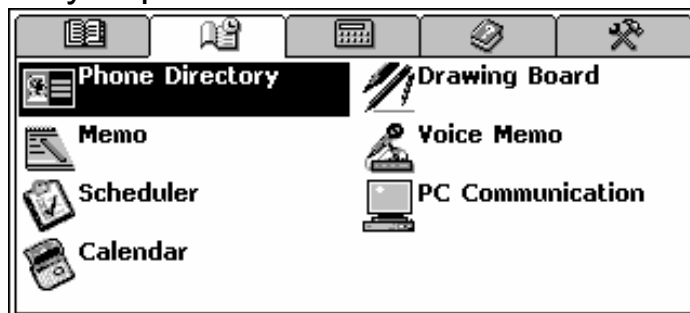 Phone Directory
Drawing Board
Memo
Voice Memo
Scheduler
PC Communication
Calendar